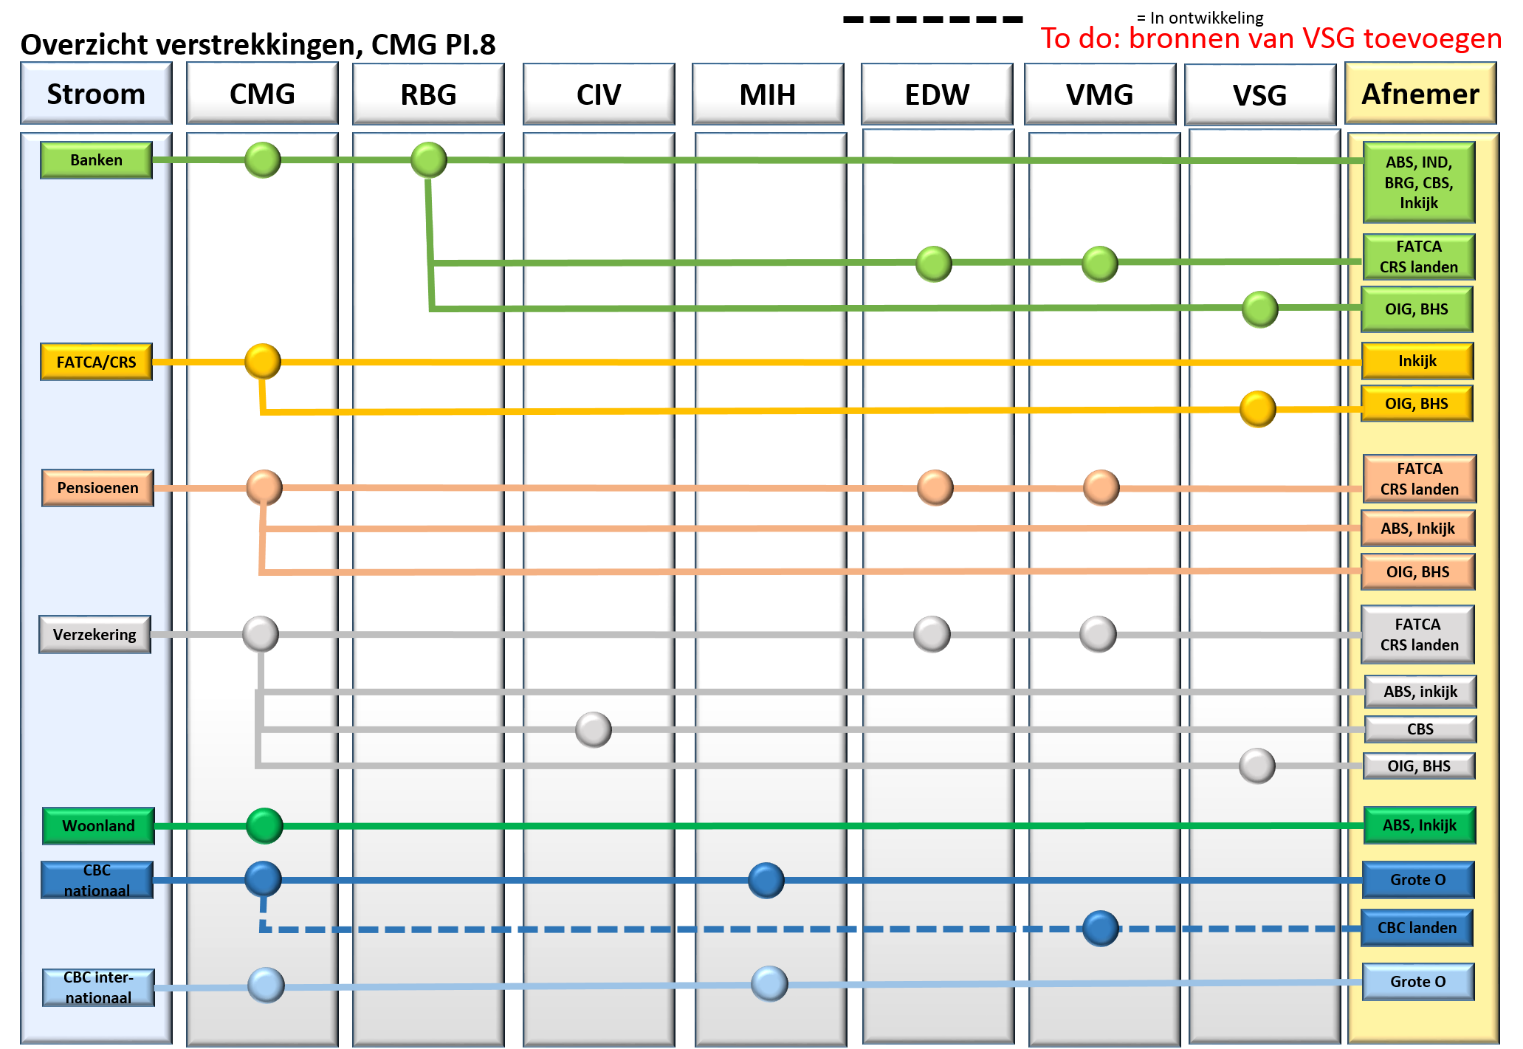 = In ontwikkeling
Overzicht verstrekkingen, CMG PI.8
To do: bronnen van VSG toevoegen
Stroom
CMG
RBG
CIV
MIH
EDW
VMG
VSG
Afnemer
Banken
ABS, IND,
BRG, CBS,
Inkijk
FATCA
CRS landen
OIG, BHS
FATCA/CRS
Inkijk
OIG, BHS
Pensioenen
FATCA
CRS landen
ABS, Inkijk
OIG, BHS
Verzekering
FATCA
CRS landen
ABS, inkijk
CBS
OIG, BHS
Woonland
ABS, Inkijk
CBC
nationaal
Grote O
CBC landen
CBC inter-
nationaal
Grote O